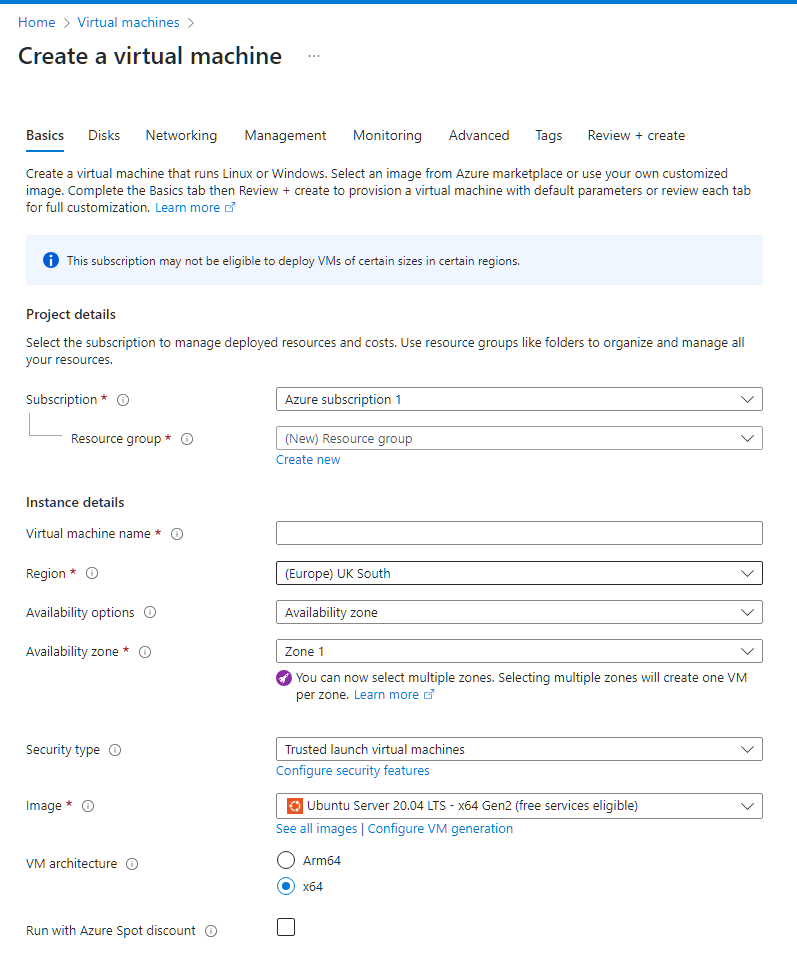 Home > Virtual machines >
Create a virtual machine ...
Basics Disks Networking Management Monitoring Advanced Tags Review + create
Create a virtual machine that runs Linux or Windows. Select an image from Azure marketplace or use your own customized
image. Complete the Basics tab then Review + create to provision a virtual machine with default parameters or review each tab
for full customization. Learn more
This subscription may not be eligible to deploy VMs of certain sizes in certain regions.
Project details
Select the subscription to manage deployed resources and costs. Use resource groups like folders to organize and manage all
your resources.
Subscription * Azure subscription 1
Resource group * (New) Resource group
Create new
Instance details
Virtual machine name *
Region * (Europe) UK South
Availability options Availability zone
Availability zone * Zone 1
You can now select multiple zones. Selecting multiple zones will create one VM
per zone. Learn more
Security type Trusted launch virtual machines
Configure security features
Image * Ubuntu Server 20.04 LTS - x64 Gen2 (free services eligible)
See all images | Configure VM generation
VM architecture Arm64
x64
Run with Azure Spot discount